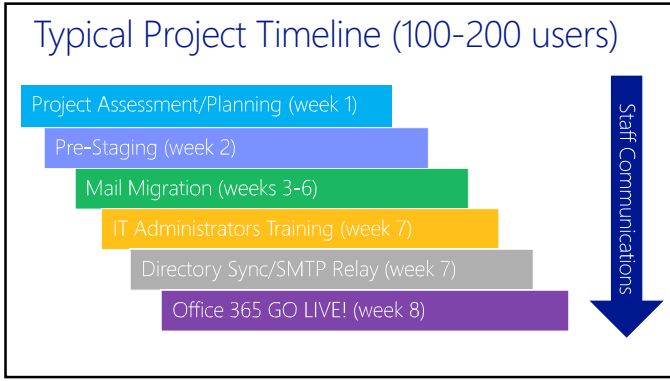 Typical Project Timeline (100-200 users)
Project Assessment/Planning (week 1)
Pre-Staging (week 2)
Mail Migration (weeks 3-6)
IT Administrators Training (week 7)
Directory Sync/SMTP Relay (week 7)
Office 365 GO LIVE! (week 8)
Staff Communications